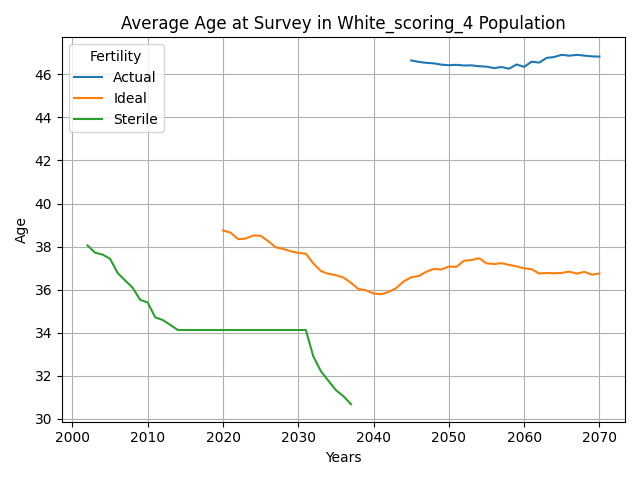 Average Age at Survey in White_scoring_4 Population
Fertility
Actual
Ideal
Sterile
Age
46
44
42
40
38
36
34
32
30
2000
2010
2020
2030
2040
2050
2060
2070
Years